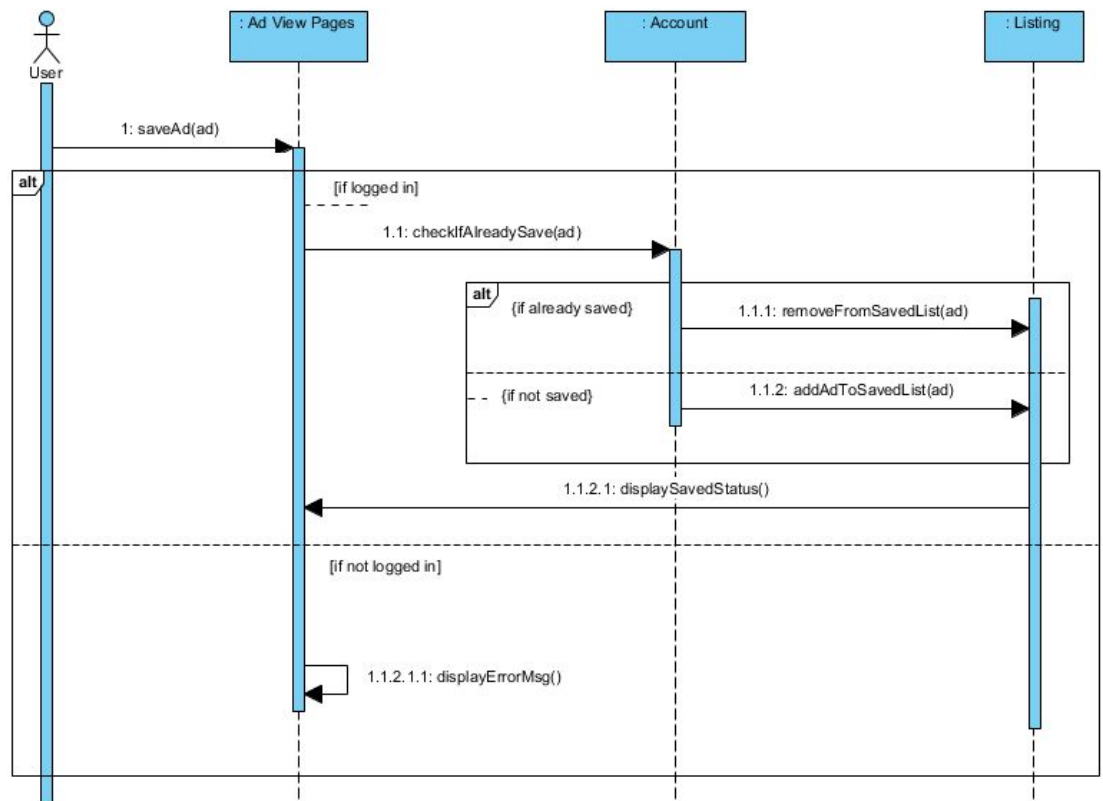 : Ad View Pages
: Account
: Listing
User
1: saveAd(ad)
alt
[if logged in]
1.1: checkIfAlreadySave(ad)
alt
{if already saved}
1.1.1: removeFromSavedList(ad)
{if not saved}
1.1.2: addAdToSavedList(ad)
1.1.2.1: displaySavedStatus()
[if not logged in]
1.1.2.1.1: displayErrorMsg()